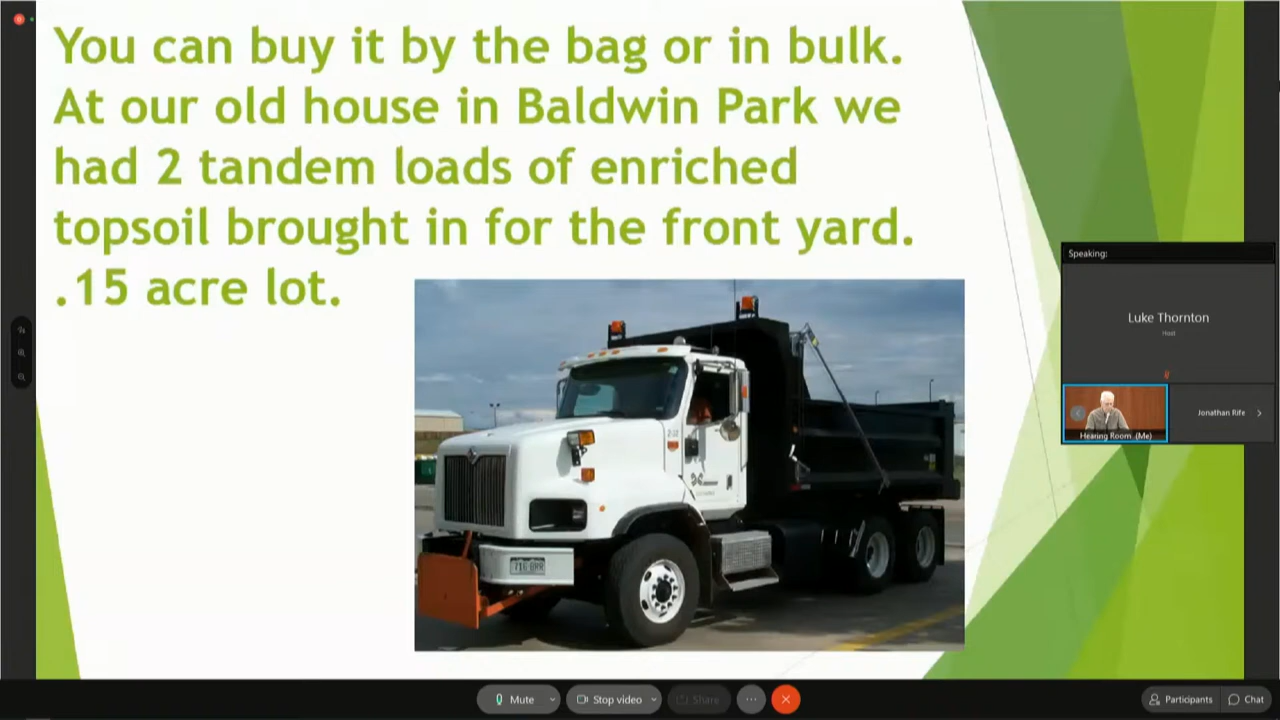 You can buy it by the bag or in bulk.
At our old house in Baldwin Park we
had 2 tandem loads of enriched
topsoil brought in for the front yard.
.15 acre lot.
Speaking:
Luke Thornton
Host
Hearing Room (Me)
Jonathan Rife
Mute
Stop video
Share
Participants
Chat